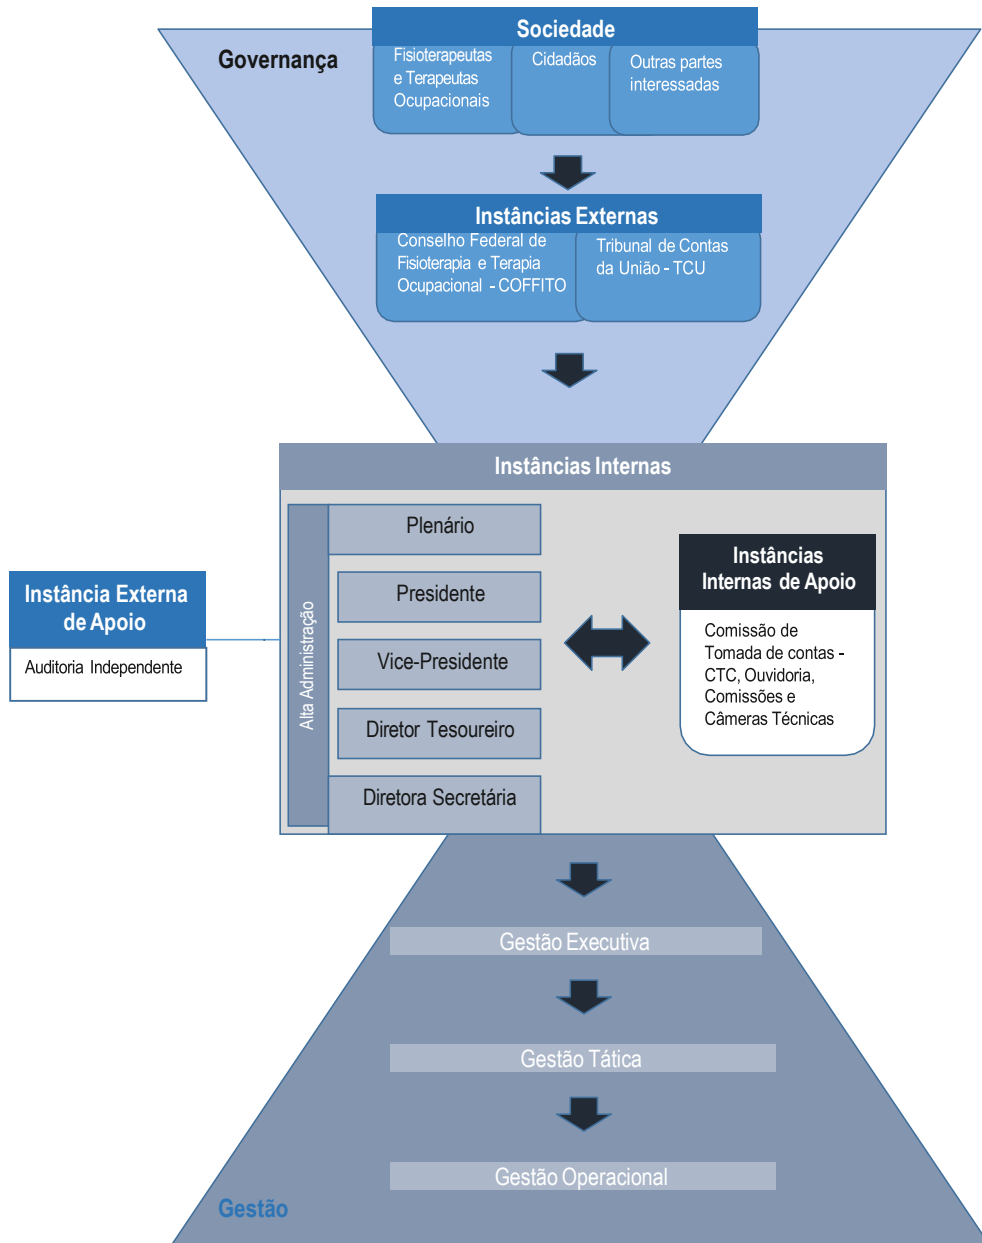 Governança
Sociedade
Fisioterapeutas
e Terapeutas
Ocupacionais
Cidadãos
Outras partes
interessadas
Instâncias Externas
Conselho Federal de
Fisioterapia e Terapia
Ocupacional - COFFITO
Tribunal de Contas
da União - TCU
Instâncias Internas
Alta Administração
Plenário
Presidente
Vice-Presidente
Diretor Tesoureiro
Diretora Secretária
Instâncias
Internas de Apoio
Comissão de
Tomada de contas -
CTC, Ouvidoria,
Comissões e
Câmeras Técnicas
Instância Externa
de Apoio
Auditoria Independente
Gestão Executiva
Gestão Tática
Gestão Operacional
Gestão